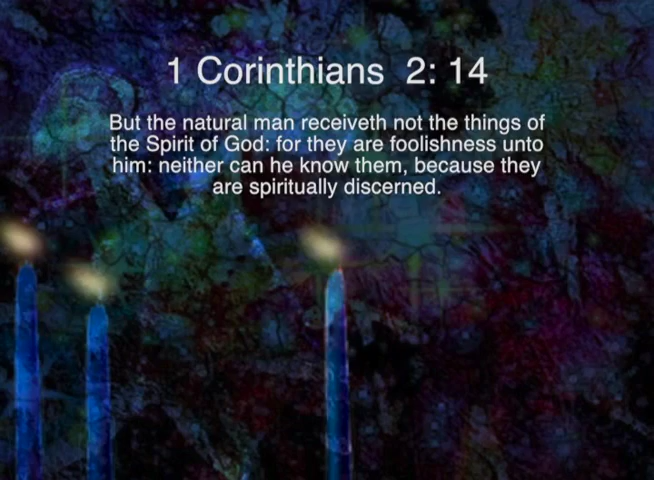 1 Corinthians 2: 14
But the natural man receiveth not the things of
the Spirit of God: for they are foolishness unto
him: neither can he know them, because they
are spiritually discerned.